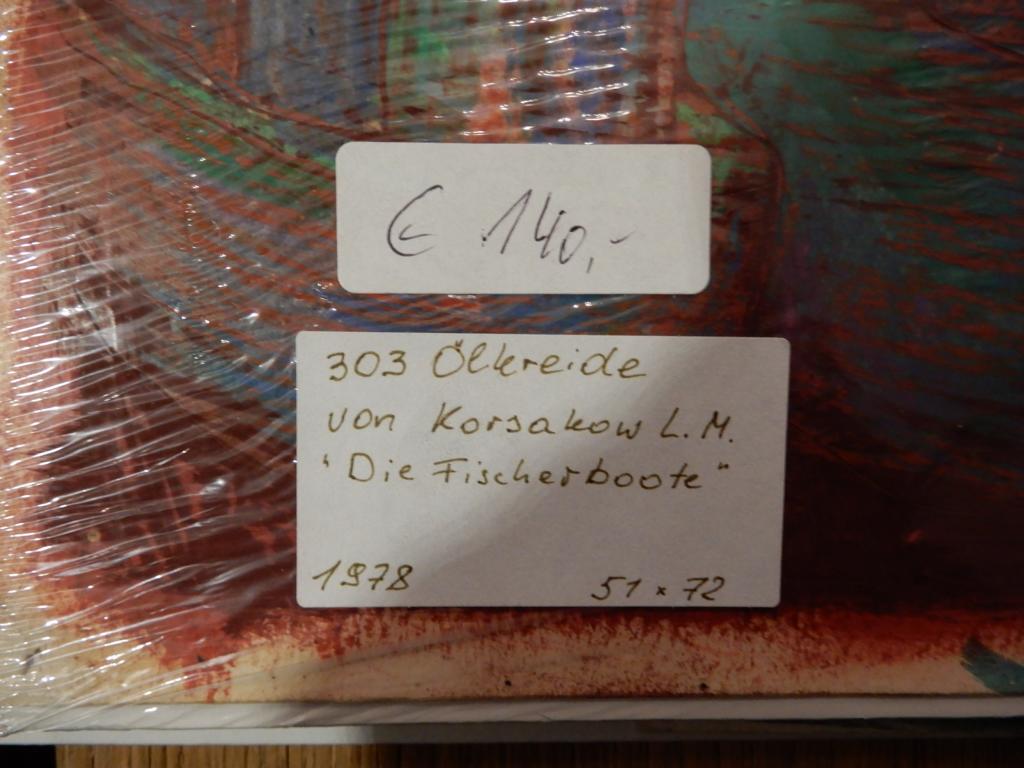 € 140,-
303 Ölkreide
von Korsakow L.M.
"Die Fischerboote"
1978 51 x 72